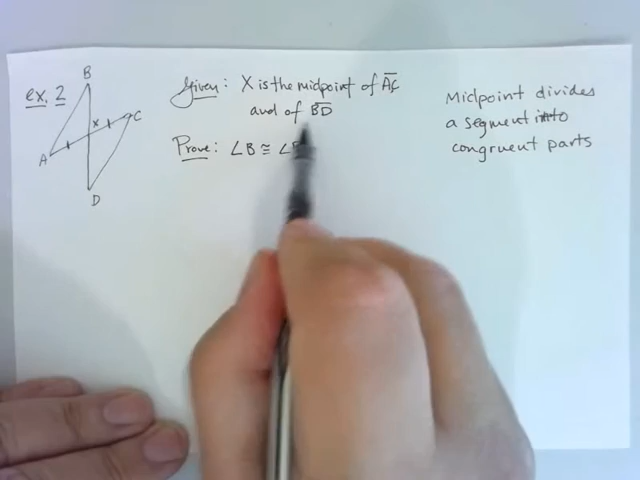 ex. 2
Given: X is the midpoint of AC
and of BD
Prove: ∠B ≅ ∠
Midpoint divides
a segment into
congruent parts
B
X
C
A
D